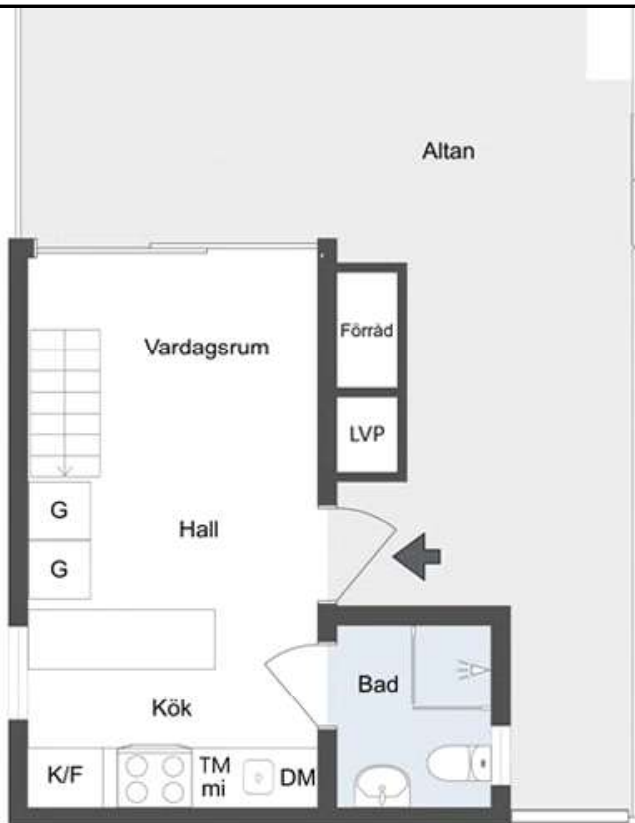 Altan
Vardagsrum
Förråd
LVP
G
Hall
G
Bad
Kök
K/F
TM
mi
DM